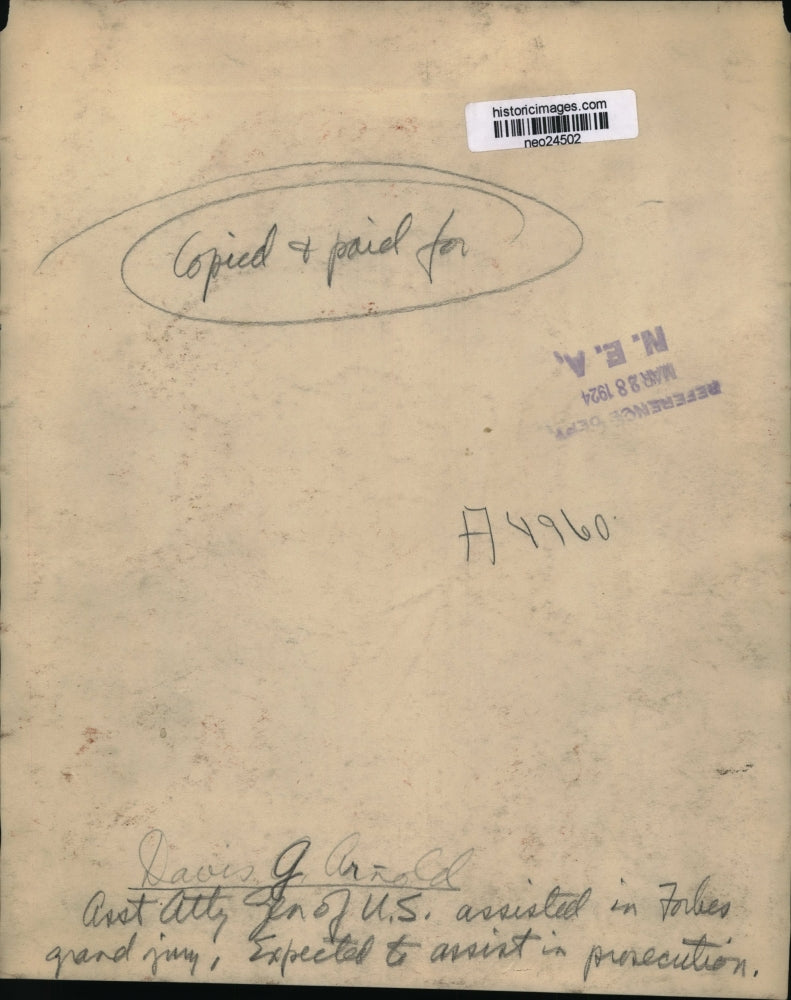 historicimages.com
neo24502
Copied & paid for
N. E. A.
MAR 28 1924
REFERENCE DEPT.
A 4960
Davis G. Arnold
Asst Atty Gen of U.S. assisted in Forbes
grand jury, Expected to assist in prosecution.